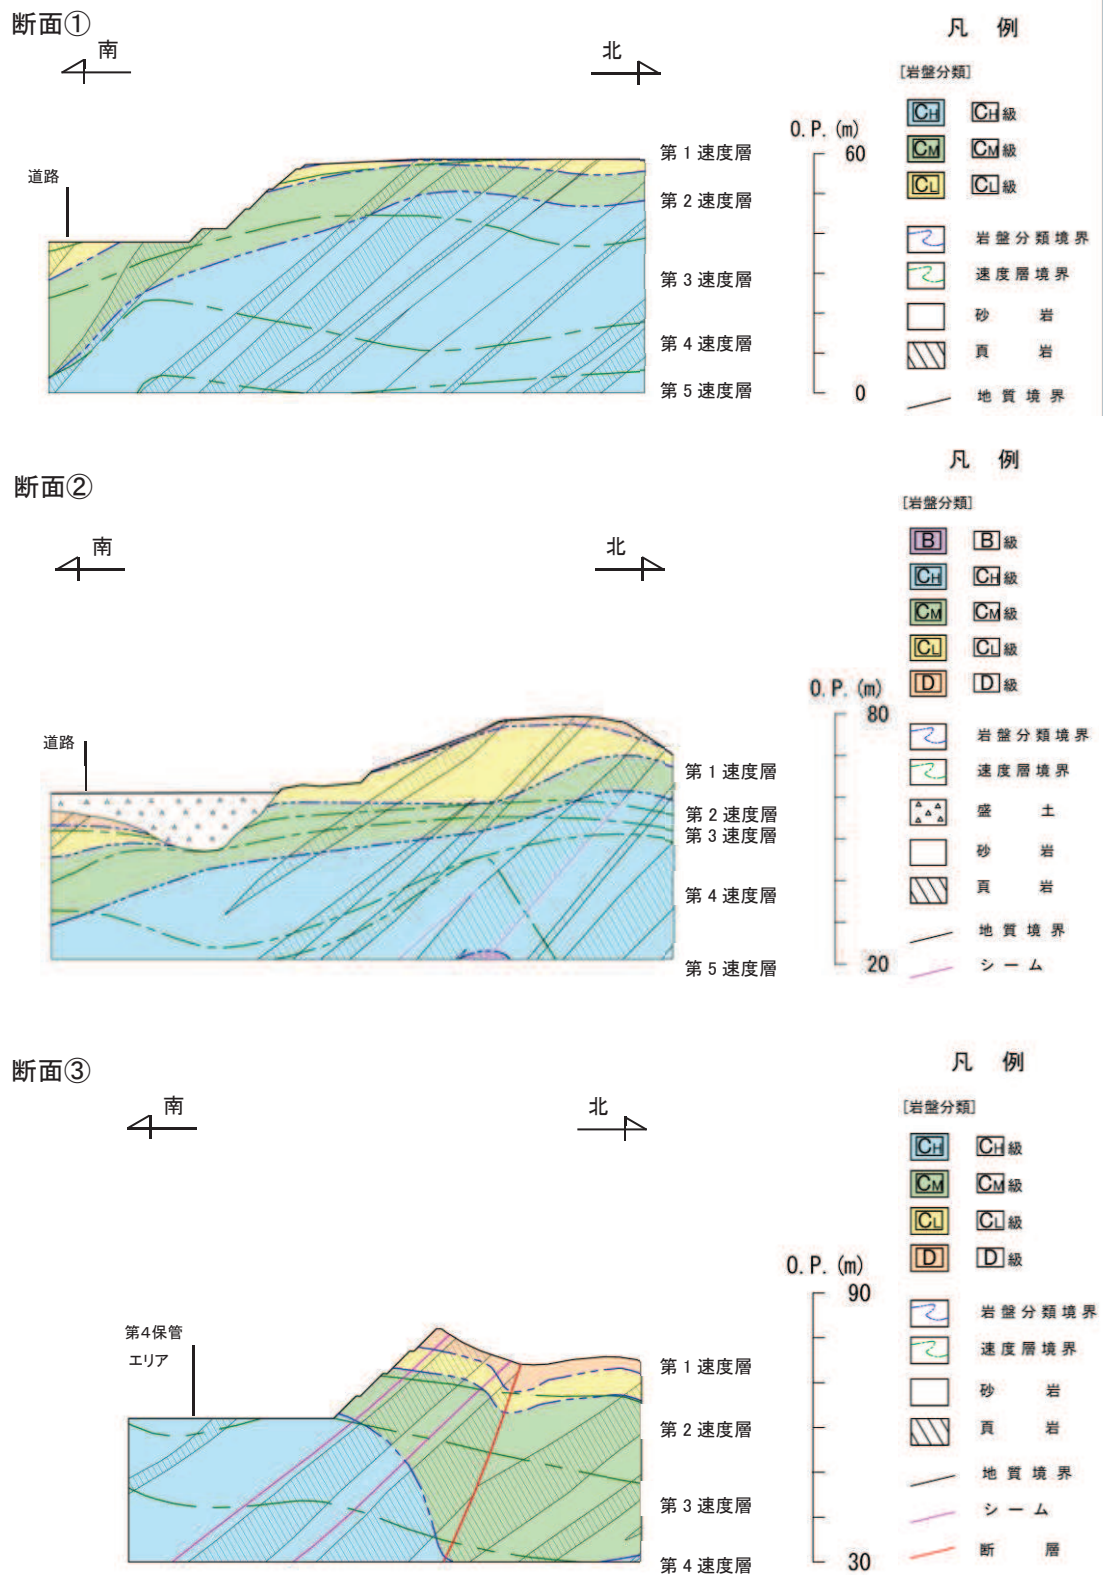 断面①
南
北
道路
第１速度層
第２速度層
第３速度層
第４速度層
第５速度層
O.P.(m)
60
0
凡 例
[岩盤分類]
CH CH級
CM CM級
CL CL級
岩盤分類境界
速度層境界
砂 岩
頁 岩
地質境界
断面②
南
北
道路
第１速度層
第２速度層
第３速度層
第４速度層
第５速度層
O.P.(m)
80
20
凡 例
[岩盤分類]
B B級
CH CH級
CM CM級
CL CL級
D D級
岩盤分類境界
速度層境界
盛 土
砂 岩
頁 岩
地質境界
シーム
断面③
南
北
第４保管
エリア
第１速度層
第２速度層
第３速度層
第４速度層
O.P.(m)
90
30
凡 例
[岩盤分類]
CH CH級
CM CM級
CL CL級
D D級
岩盤分類境界
速度層境界
砂 岩
頁 岩
地質境界
シーム
断 層